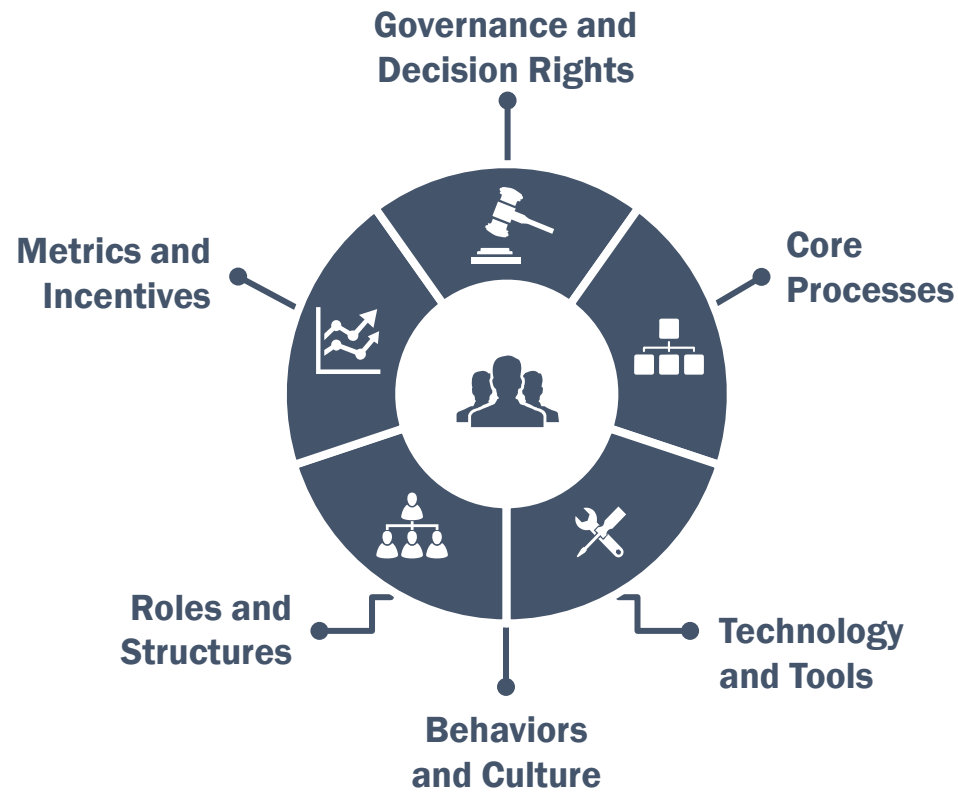 Governance and
Decision Rights
Metrics and
Incentives
Core
Processes
Roles and
Structures
Technology
and Tools
Behaviors
and Culture